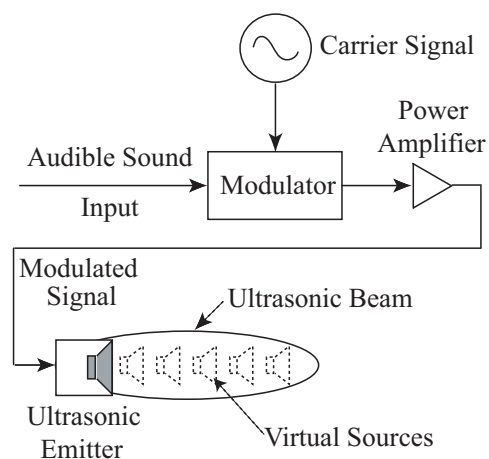 Carrier Signal
Power
Amplifier
Audible Sound
Input
Modulator
Modulated
Signal
Ultrasonic Beam
Ultrasonic
Emitter
Virtual Sources